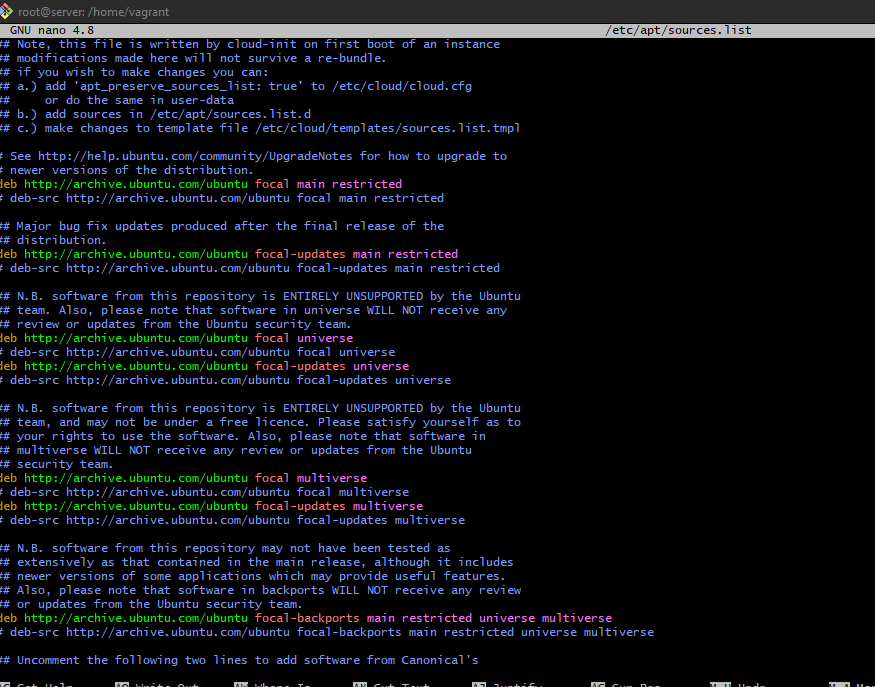 root@server: /home/vagrant
GNU nano 4.8 /etc/apt/sources.list
## Note, this file is written by cloud-init on first boot of an instance
## modifications made here will not survive a re-bundle.
## if you wish to make changes you can:
## a.) add 'apt_preserve_sources_list: true' to /etc/cloud/cloud.cfg
## or do the same in user-data
## b.) add sources in /etc/apt/sources.list.d
## c.) make changes to template file /etc/cloud/templates/sources.list.tmpl
# See http://help.ubuntu.com/community/UpgradeNotes for how to upgrade to
# newer versions of the distribution.
deb http://archive.ubuntu.com/ubuntu focal main restricted
# deb-src http://archive.ubuntu.com/ubuntu focal main restricted
## Major bug fix updates produced after the final release of the
## distribution.
deb http://archive.ubuntu.com/ubuntu focal-updates main restricted
# deb-src http://archive.ubuntu.com/ubuntu focal-updates main restricted
## N.B. software from this repository is ENTIRELY UNSUPPORTED by the Ubuntu
## team. Also, please note that software in universe WILL NOT receive any
## review or updates from the Ubuntu security team.
deb http://archive.ubuntu.com/ubuntu focal universe
# deb-src http://archive.ubuntu.com/ubuntu focal universe
deb http://archive.ubuntu.com/ubuntu focal-updates universe
# deb-src http://archive.ubuntu.com/ubuntu focal-updates universe
## N.B. software from this repository is ENTIRELY UNSUPPORTED by the Ubuntu
## team, and may not be under a free licence. Please satisfy yourself as to
## your rights to use the software. Also, please note that software in
## multiverse WILL NOT receive any review or updates from the Ubuntu
## security team.
deb http://archive.ubuntu.com/ubuntu focal multiverse
# deb-src http://archive.ubuntu.com/ubuntu focal multiverse
deb http://archive.ubuntu.com/ubuntu focal-updates multiverse
# deb-src http://archive.ubuntu.com/ubuntu focal-updates multiverse
## N.B. software from this repository may not have been tested as
## extensively as that contained in the main release, although it includes
## newer versions of some applications which may provide useful features.
## Also, please note that software in backports WILL NOT receive any review
## or updates from the Ubuntu security team.
deb http://archive.ubuntu.com/ubuntu focal-backports main restricted universe multiverse
# deb-src http://archive.ubuntu.com/ubuntu focal-backports main restricted universe multiverse
## Uncomment the following two lines to add software from Canonical's